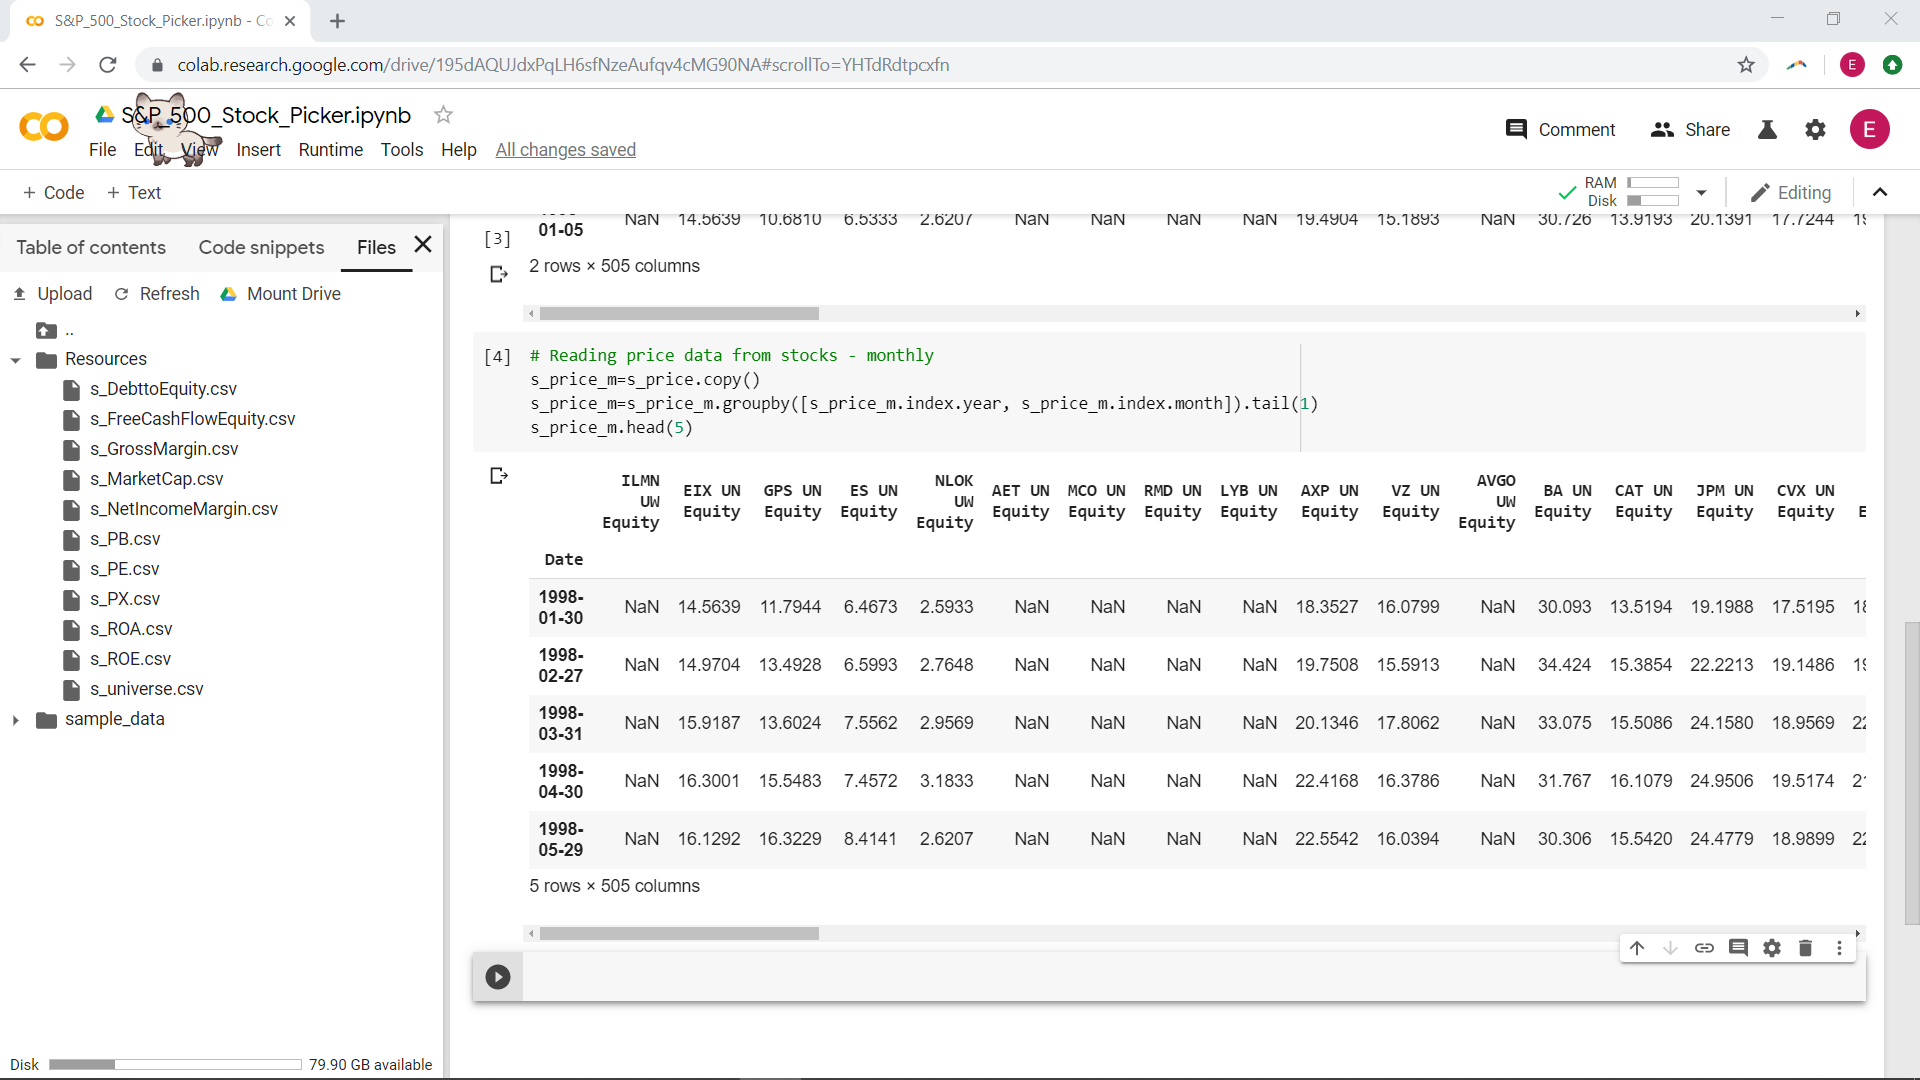 S&P_500_Stock_Picker.ipynb - Co
colab.research.google.com/drive/195dAQUJdxPqLH6sfNzeAufqv4cMG90NA#scrollTo=YHTdRdtpcxfn
E
S&P_500_Stock_Picker.ipynb
File Edit View Insert Runtime Tools Help All changes saved
Comment Share E
+ Code + Text
RAM
Disk
Editing
Table of contents Code snippets Files
Upload Refresh Mount Drive
..
Resources
s_DebttoEquity.csv
s_FreeCashFlowEquity.csv
s_GrossMargin.csv
s_MarketCap.csv
s_NetIncomeMargin.csv
s_PB.csv
s_PE.csv
s_PX.csv
s_ROA.csv
s_ROE.csv
s_universe.csv
sample_data
Disk 79.90 GB available
[3]
01-05 NaN 14.5639 10.6810 6.5333 2.6207 NaN NaN NaN NaN 19.4904 15.1893 NaN 30.726 13.9193 20.1391 17.7244
2 rows × 505 columns
[4] # Reading price data from stocks - monthly
s_price_m=s_price.copy()
s_price_m=s_price_m.groupby([s_price_m.index.year, s_price_m.index.month]).tail(1)
s_price_m.head(5)
ILMN UW Equity EIX UN Equity GPS UN Equity ES UN Equity NLOK UW Equity AET UN Equity MCO UN Equity RMD UN Equity LYB UN Equity AXP UN Equity VZ UN Equity AVGO UW Equity BA UN Equity CAT UN Equity JPM UN Equity CVX UN Equity E
Date
1998-01-30 NaN 14.5639 11.7944 6.4673 2.5933 NaN NaN NaN NaN 18.3527 16.0799 NaN 30.093 13.5194 19.1988 17.5195 18
1998-02-27 NaN 14.9704 13.4928 6.5993 2.7648 NaN NaN NaN NaN 19.7508 15.5913 NaN 34.424 15.3854 22.2213 19.1486 19
1998-03-31 NaN 15.9187 13.6024 7.5562 2.9569 NaN NaN NaN NaN 20.1346 17.8062 NaN 33.075 15.5086 24.1580 18.9569 22
1998-04-30 NaN 16.3001 15.5483 7.4572 3.1833 NaN NaN NaN NaN 22.4168 16.3786 NaN 31.767 16.1079 24.9506 19.5174 21
1998-05-29 NaN 16.1292 16.3229 8.4141 2.6207 NaN NaN NaN NaN 22.5542 16.0394 NaN 30.306 15.5420 24.4779 18.9899 22
5 rows × 505 columns